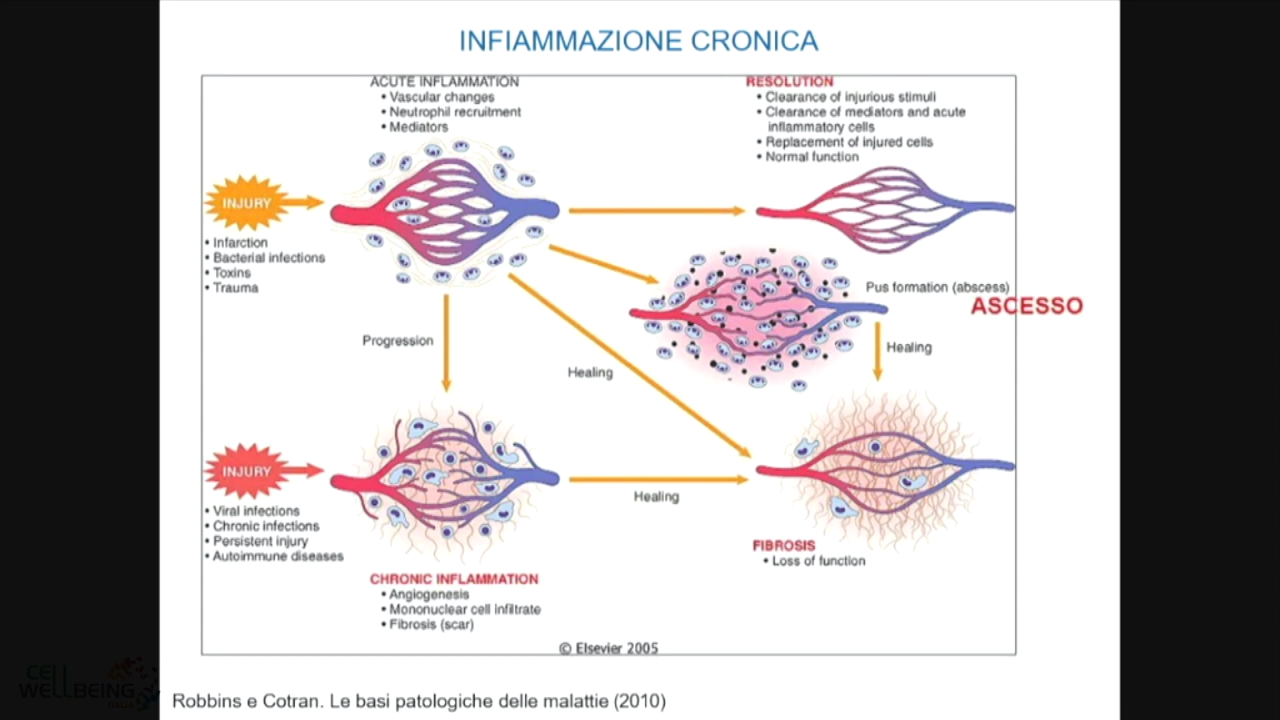 INFIAMMAZIONE CRONICA
ACUTE INFLAMMATION
• Vascular changes
• Neutrophil recruitment
• Mediators
RESOLUTION
• Clearance of injurious stimuli
• Clearance of mediators and acute
inflammatory cells
• Replacement of injured cells
• Normal function
INJURY
• Infarction
• Bacterial infections
• Toxins
• Trauma
Pus formation (abscess)
ASCESSO
Progression
Healing
Healing
INJURY
• Viral infections
• Chronic infections
• Persistent injury
• Autoimmune diseases
Healing
FIBROSIS
• Loss of function
CHRONIC INFLAMMATION
• Angiogenesis
• Mononuclear cell infiltrate
• Fibrosis (scar)
© Elsevier 2005
CELL
WELLBEING
ITALIA
Robbins e Cotran. Le basi patologiche delle malattie (2010)